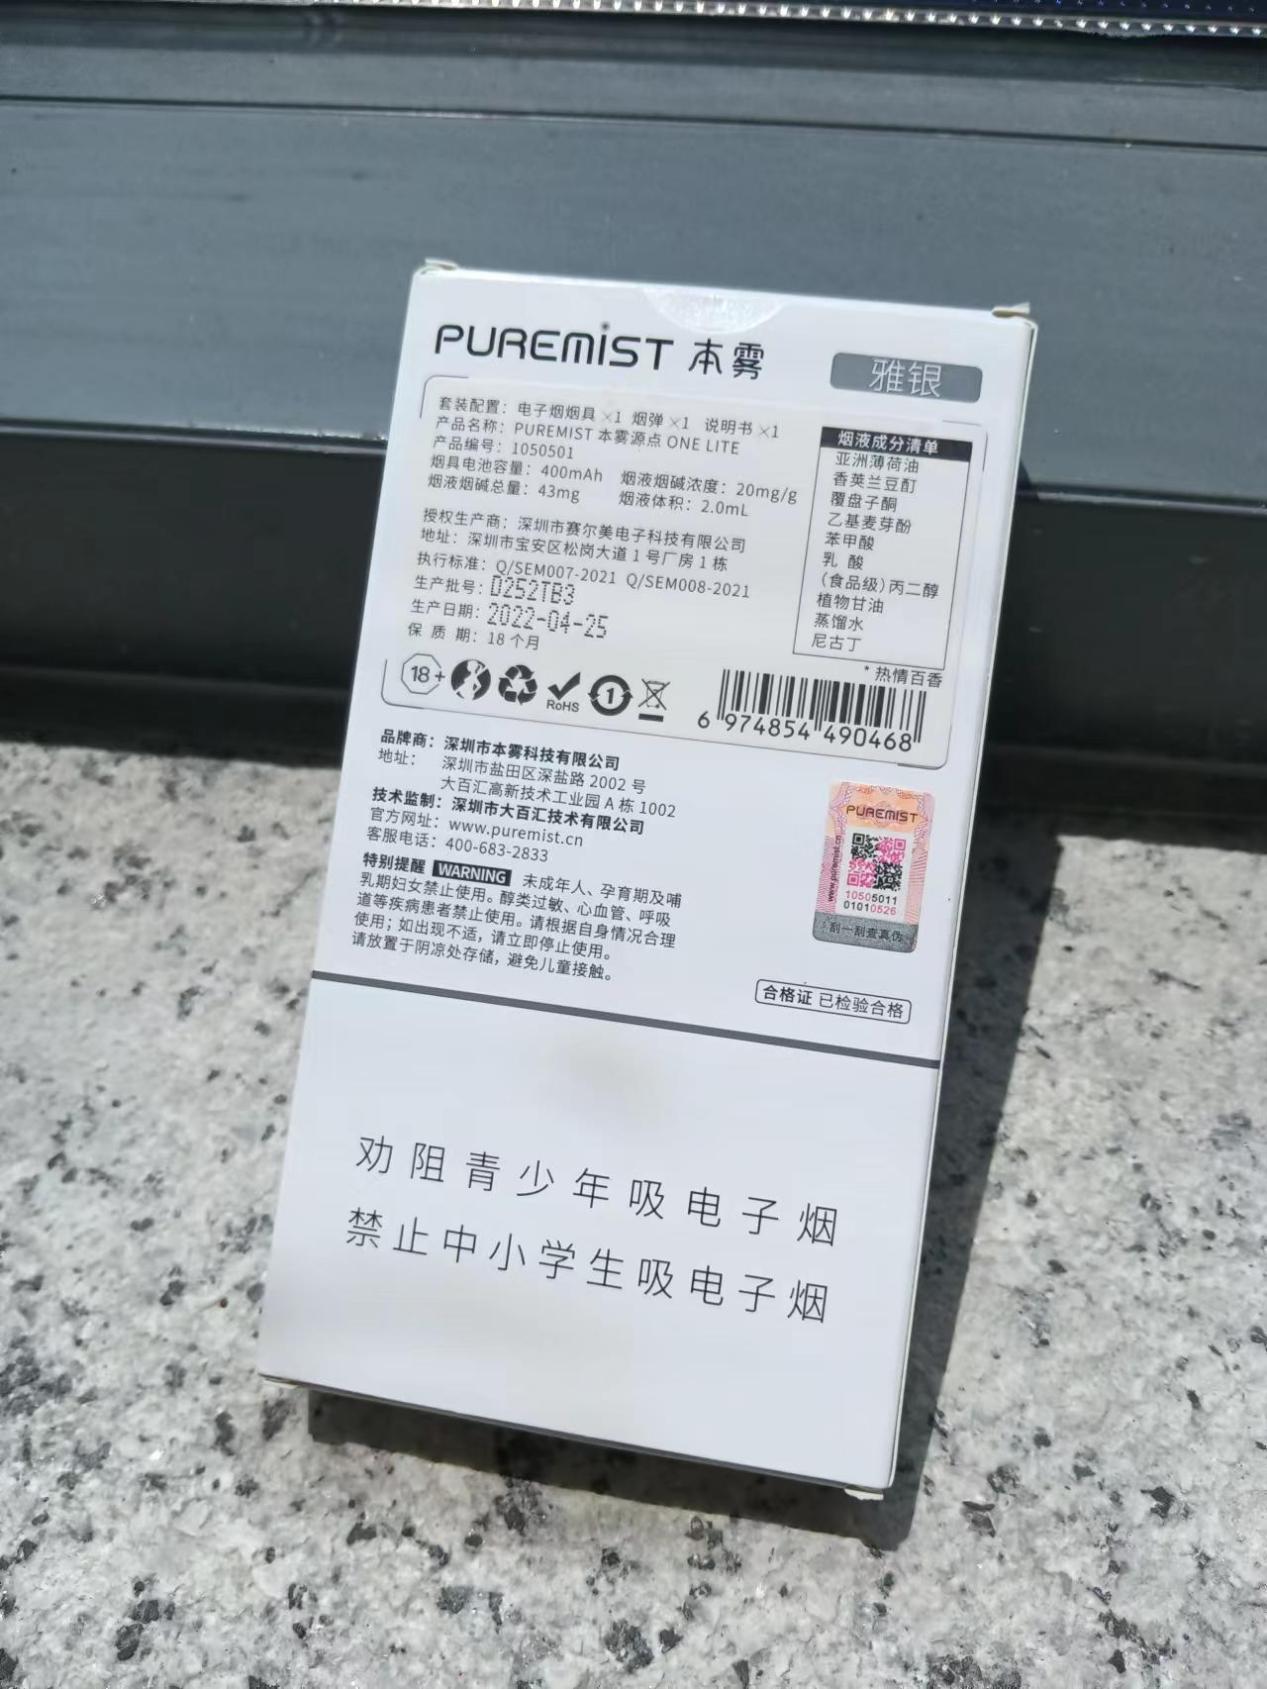 PUREMIST 本雾
雅银
套装配置：电子烟烟具 ×1 烟弹 ×1 说明书 ×1
产品名称：PUREMIST 本雾源点 ONE LITE
产品编号：1050501
烟具电池容量：400mAh 烟液烟碱浓度：20mg/g
烟液烟碱总量：43mg 烟液体积：2.0mL
授权生产商：深圳市赛尔美电子科技有限公司
地址：深圳市宝安区松岗大道 1 号厂房 1 栋
执行标准：Q/SEM007-2021 Q/SEM008-2021
生产批号：D252TB3
生产日期：2022-04-25
保 质 期：18 个月
烟液成分清单
亚洲薄荷油
香荚兰豆酊
覆盘子酮
乙基麦芽酚
苯甲酸
乳 酸
（食品级）丙二醇
植物甘油
蒸馏水
尼古丁
* 热情百香
18+
RoHS
1
6 974854 490468
品牌商：深圳市本雾科技有限公司
地址：深圳市盐田区深盐路 2002 号
大百汇高新技术工业园 A 栋 1002
技术监制：深圳市大百汇技术有限公司
官方网址：www.puremist.cn
客服电话：400-683-2833
特别提醒 WARNING 未成年人、孕育期及哺
乳期妇女禁止使用。醇类过敏、心血管、呼吸
道等疾病患者禁止使用。请根据自身情况合理
使用；如出现不适，请立即停止使用。
请放置于阴凉处存储，避免儿童接触。
PUREMIST
www.puremist.cn
10505011
01010526
刮一刮查真伪
合格证 已检验合格
劝阻青少年吸电子烟
禁止中小学生吸电子烟